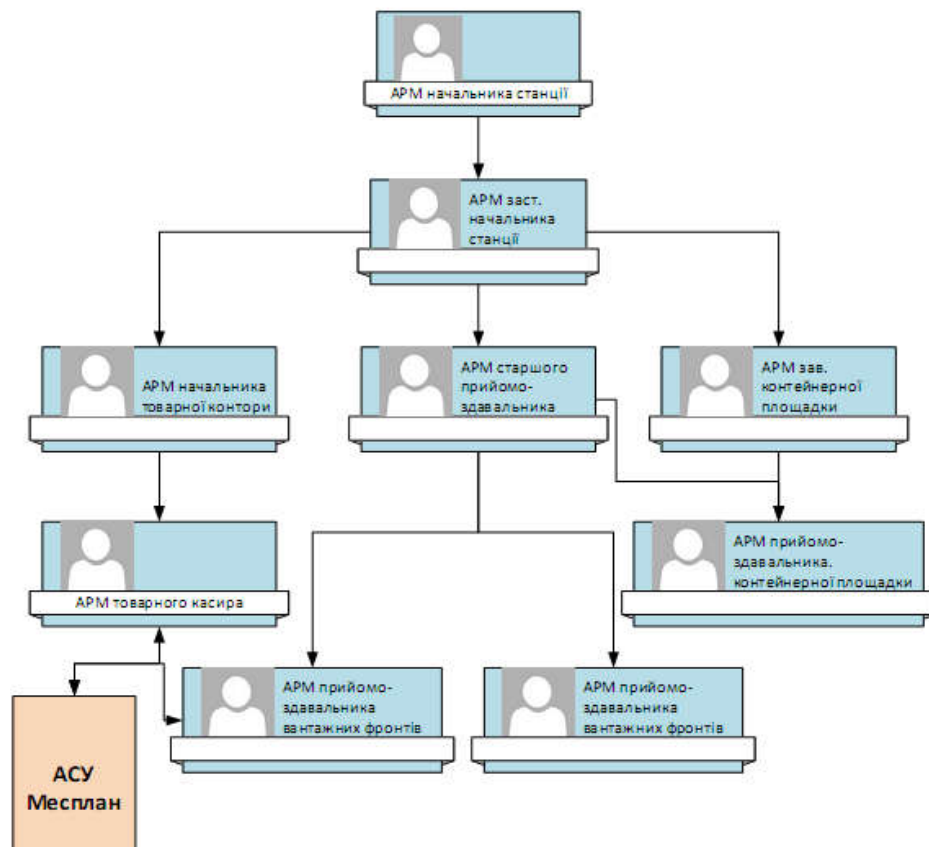 АРМ начальника станції
АРМ заст.
начальника
станції
АРМ начальника
товарної контори
АРМ старшого
прийомо-
здавальника
АРМ зав.
контейнерної
площадки
АРМ товарного касира
АРМ прийомо-
здавальника.
контейнерної площадки
АРМ прийомо-
здавальника
вантажних фронтів
АРМ прийомо-
здавальника
вантажних фронтів
АСУ
Месплан